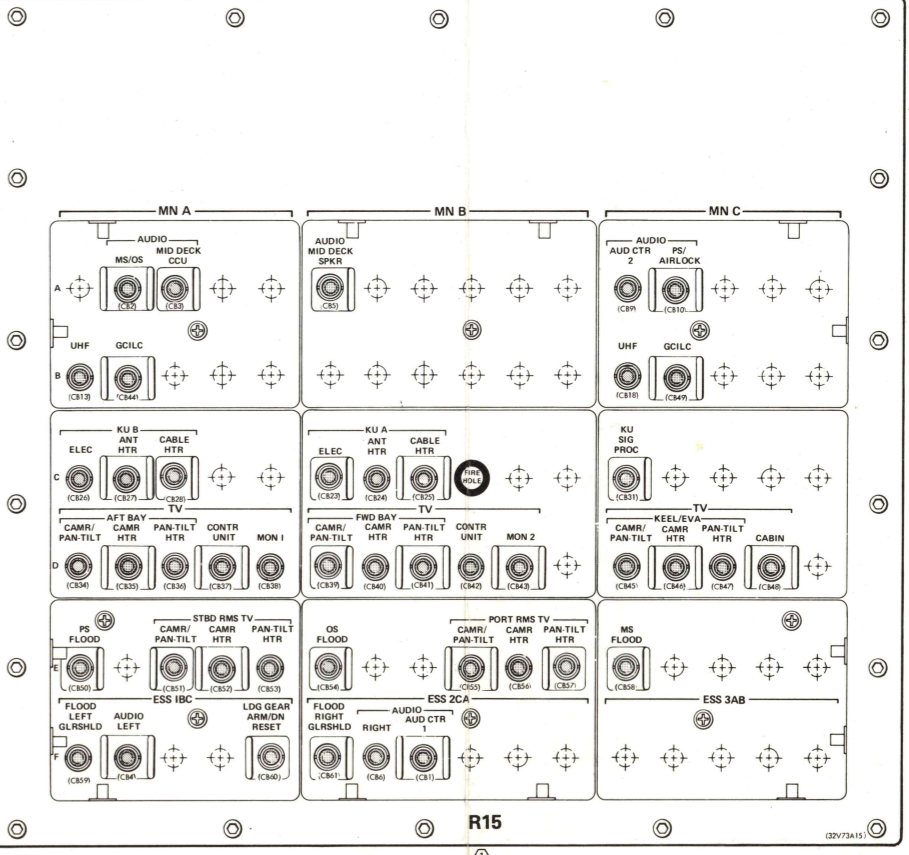 MN A MN B MN C
AUDIO AUDIO AUDIO
MS/OS MID DECK CCU MID DECK SPKR AUD CTR 2 PS/ AIRLOCK
A
(CB2) (CB3) (CB5) (CB9) (CB10)
UHF GCILC UHF GCILC
B
(CB13) (CB44) (CB18) (CB49)
KU B KU A KU SIG PROC
ELEC ANT HTR CABLE HTR ELEC ANT HTR CABLE HTR
C FIRE HOLE
(CB26) (CB27) (CB28) (CB23) (CB24) (CB25) (CB31)
TV TV TV
AFT BAY FWD BAY KEEL/EVA
CAMR/ PAN-TILT CAMR HTR PAN-TILT HTR CONTR UNIT MON 1 CAMR/ PAN-TILT CAMR HTR PAN-TILT HTR CONTR UNIT MON 2 CAMR/ PAN-TILT CAMR HTR PAN-TILT HTR CABIN
D
(CB34) (CB35) (CB36) (CB37) (CB38) (CB39) (CB40) (CB41) (CB42) (CB43) (CB45) (CB46) (CB47) (CB48)
STBD RMS TV PORT RMS TV
PS FLOOD CAMR/ PAN-TILT CAMR HTR PAN-TILT HTR OS FLOOD CAMR/ PAN-TILT CAMR HTR PAN-TILT HTR MS FLOOD
E
(CB50) (CB51) (CB52) (CB53) (CB54) (CB55) (CB56) (CB57) (CB58)
ESS 1BC ESS 2CA ESS 3AB
FLOOD LEFT GLRSHLD AUDIO LEFT LDG GEAR ARM/DN RESET FLOOD RIGHT GLRSHLD AUDIO RIGHT AUD CTR 1
F
(CB59) (CB4) (CB60) (CB61) (CB6) (CB1)
R15
(32V73A15)
1